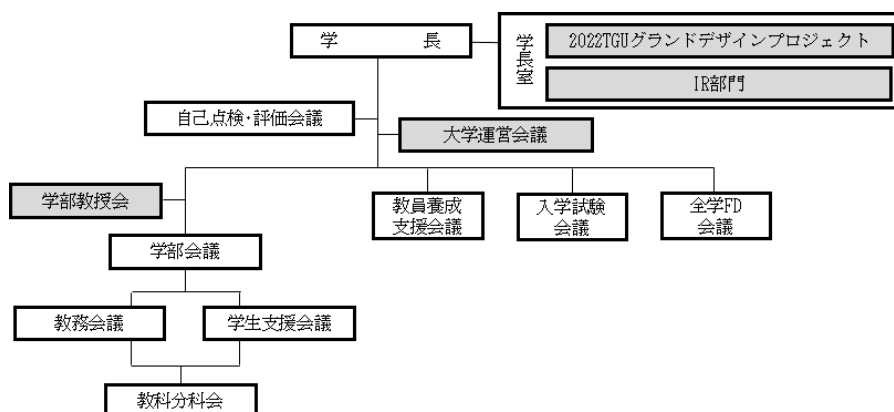 学 長
学長室
2022TGUグランドデザインプロジェクト
IR部門
自己点検・評価会議
大学運営会議
学部教授会
教員養成
支援会議
入学試験
会議
全学FD
会議
学部会議
教務会議
学生支援会議
教科分科会